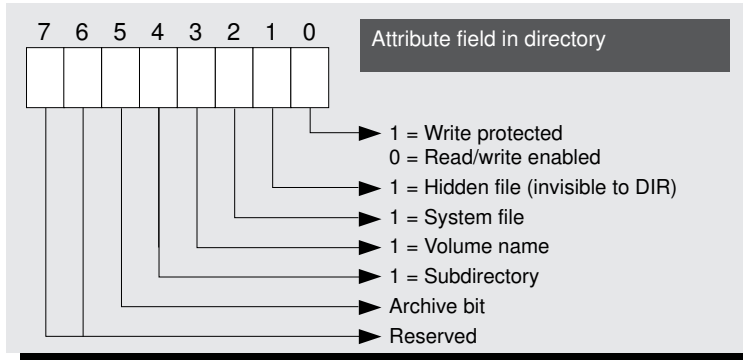 7 6 5 4 3 2 1 0
Attribute field in directory
1 = Write protected
0 = Read/write enabled
1 = Hidden file (invisible to DIR)
1 = System file
1 = Volume name
1 = Subdirectory
Archive bit
Reserved